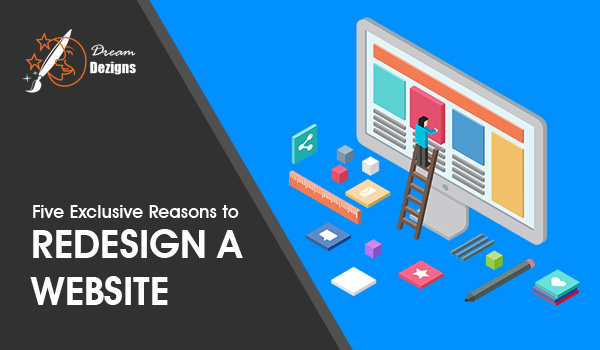 Dream
Dezigns
Five Exclusive Reasons to
REDESIGN A
WEBSITE